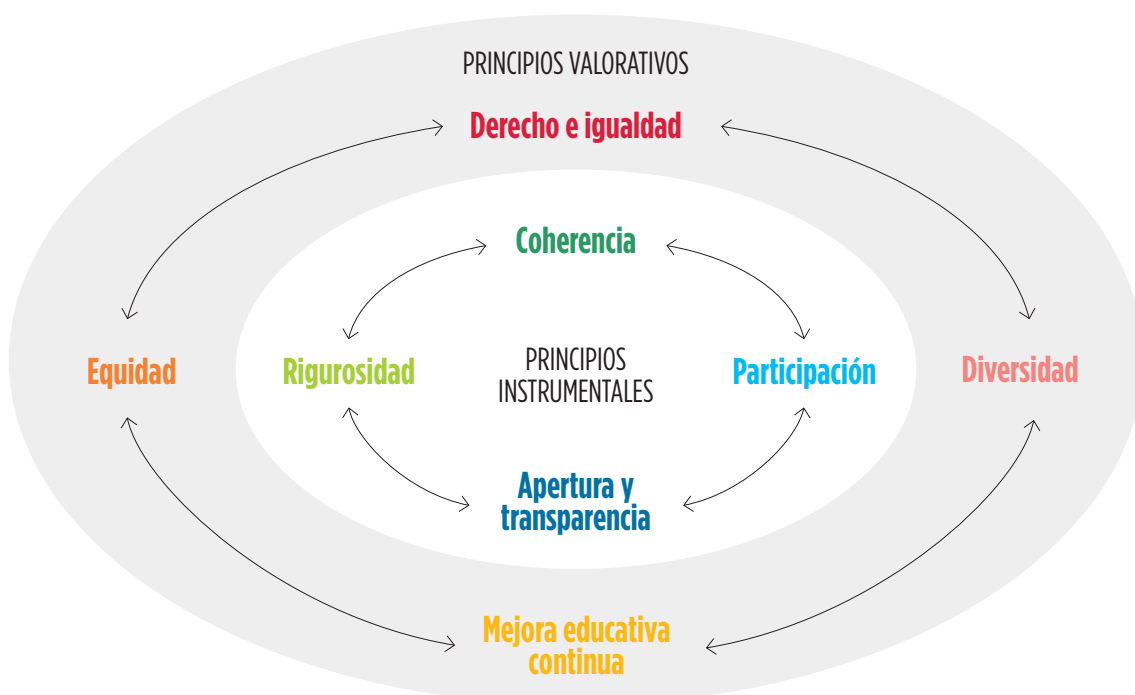 PRINCIPIOS VALORATIVOS
Derecho e igualdad
Coherencia
Equidad
Rigurosidad
PRINCIPIOS
INSTRUMENTALES
Participación
Diversidad
Apertura y
transparencia
Mejora educativa
continua